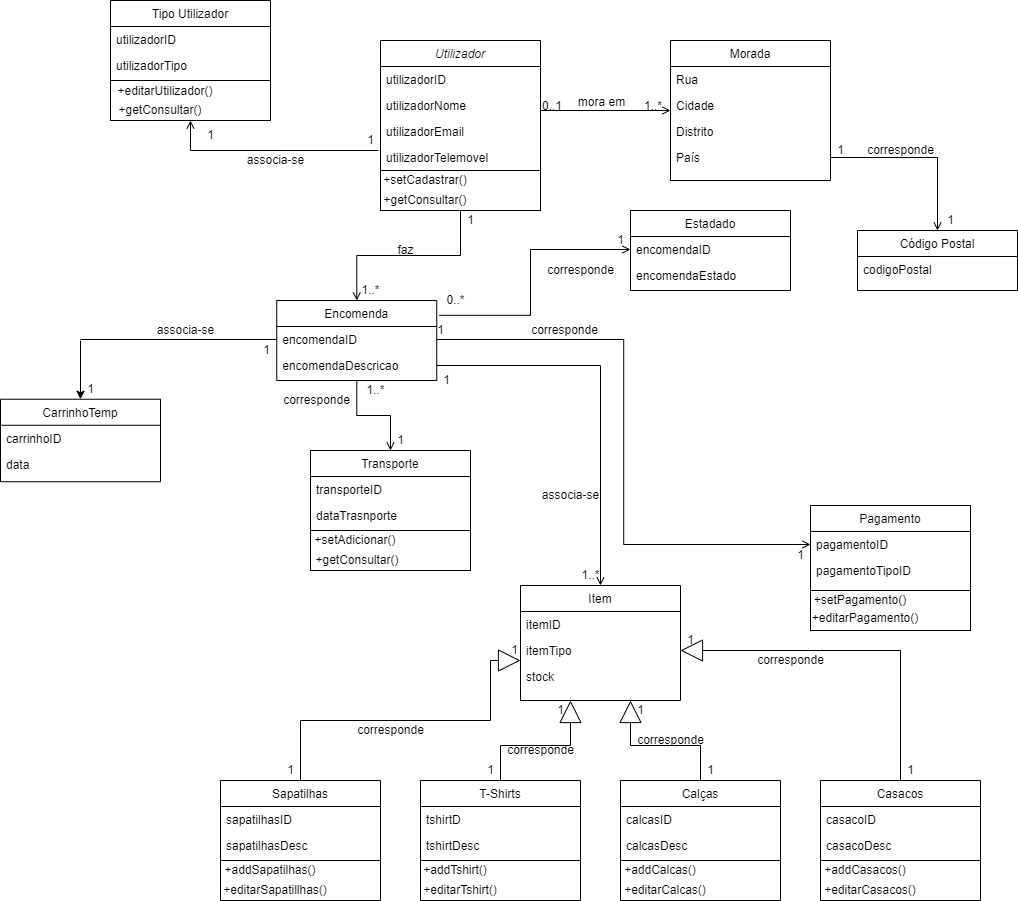 Tipo Utilizador
utilizadorID
utilizadorTipo
+editarUtilizador()
+getConsultar()
Utilizador
utilizadorID
utilizadorNome
utilizadorEmail
utilizadorTelemovel
+setCadastrar()
+getConsultar()
Morada
Rua
Cidade
Distrito
País
0..1
mora em
1..*
1
1
associa-se
1
corresponde
1
Código Postal
codigoPostal
1
faz
1..*
Estadado
encomendaID
encomendaEstado
1
corresponde
0..*
Encomenda
encomendaID
encomendaDescricao
associa-se
1
1
CarrinhoTemp
carrinhoID
data
1..*
corresponde
1
Transporte
transporteID
dataTrasnporte
+setAdicionar()
+getConsultar()
1
corresponde
1
1
associa-se
1..*
Pagamento
pagamentoID
pagamentoTipoID
+setPagamento()
+editarPagamento()
Item
itemID
itemTipo
stock
1
corresponde
1
1
corresponde
1
1
corresponde
1
1
corresponde
1
Sapatilhas
sapatilhasID
sapatilhasDesc
+addSapatilhas()
+editarSapatillhas()
T-Shirts
tshirtD
tshirtDesc
+addTshirt()
+editarTshirt()
Calças
calcasID
calcasDesc
+addCalcas()
+editarCalcas()
Casacos
casacoID
casacoDesc
+addCasacos()
+editarCasacos()